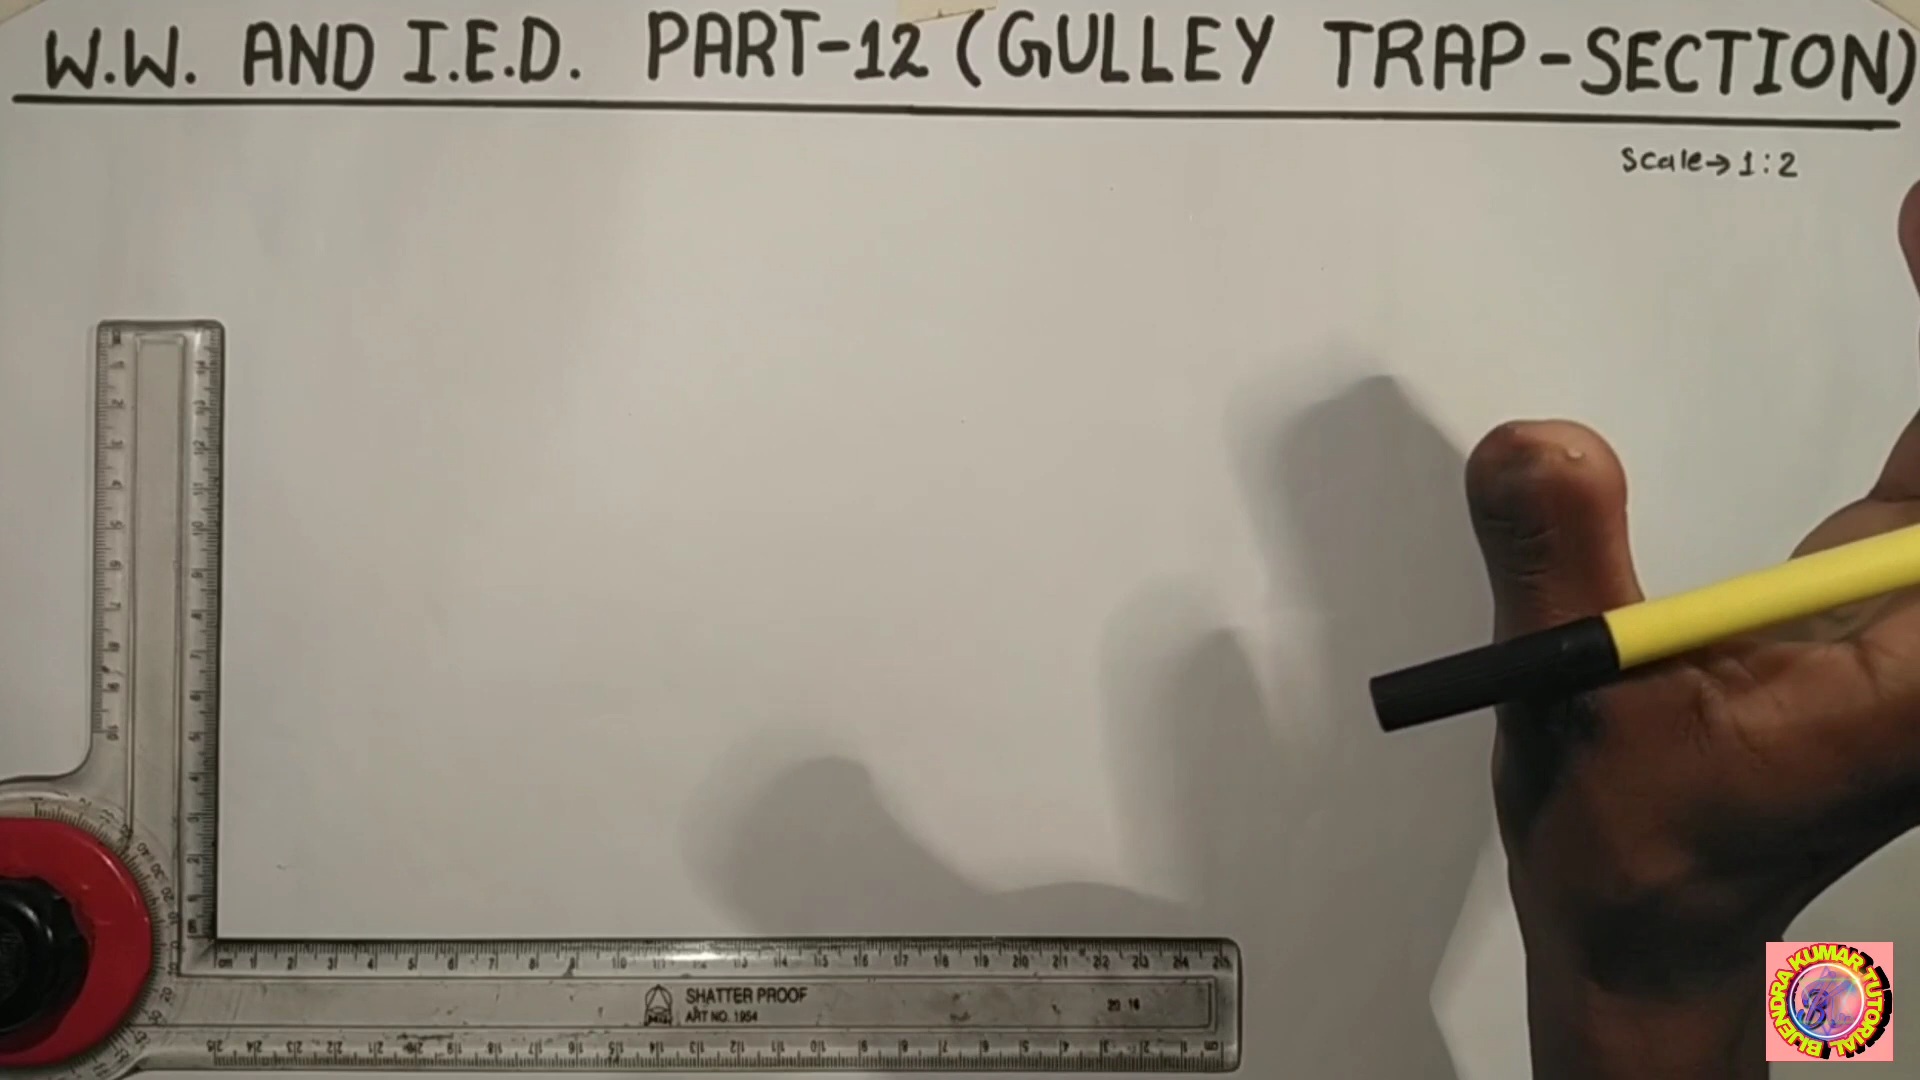 W.W. AND I.E.D. PART-12 (GULLEY TRAP-SECTION)
Scale→1:2
SHATTER PROOF
ART NO. 1954
BIJENDRA KUMAR TUTORIAL